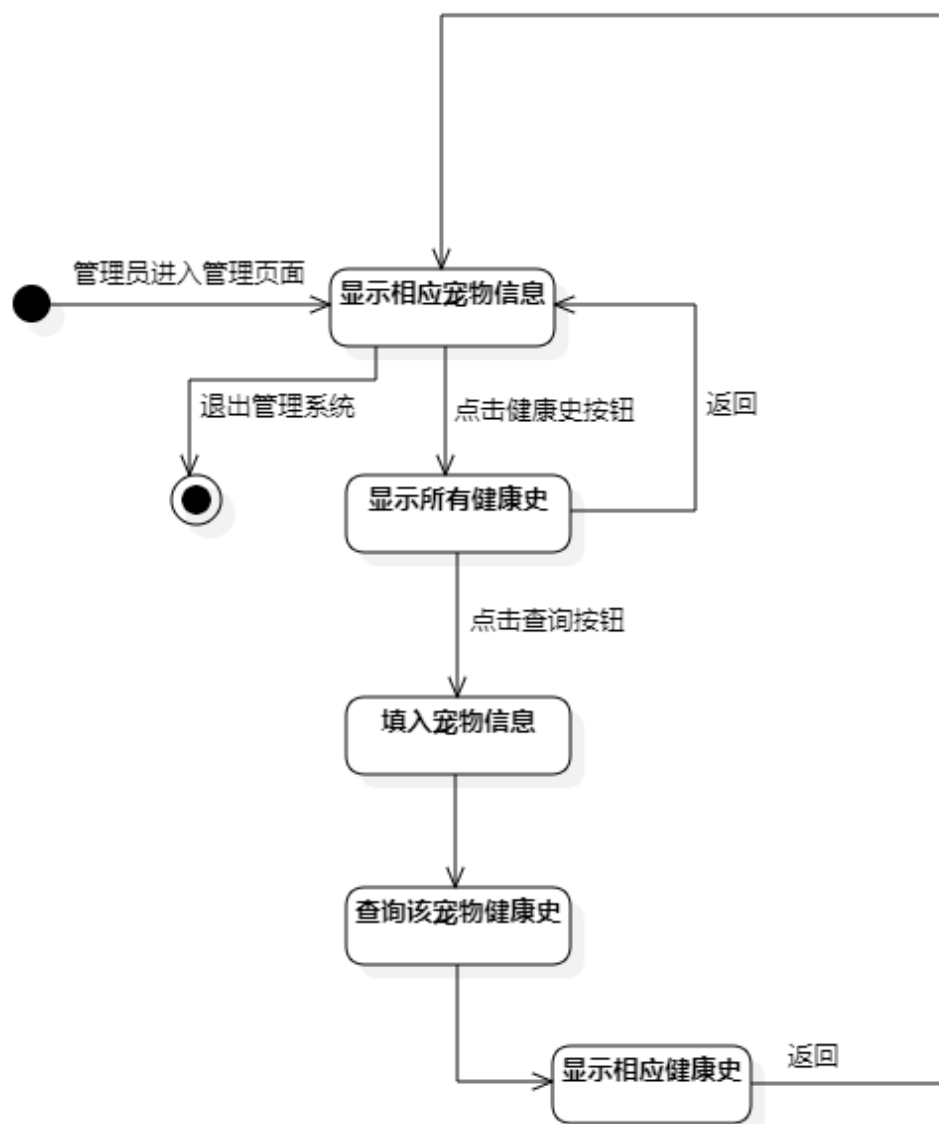 管理员进入管理页面
显示相应宠物信息
退出管理系统
点击健康史按钮
返回
显示所有健康史
点击查询按钮
填入宠物信息
查询该宠物健康史
显示相应健康史
返回